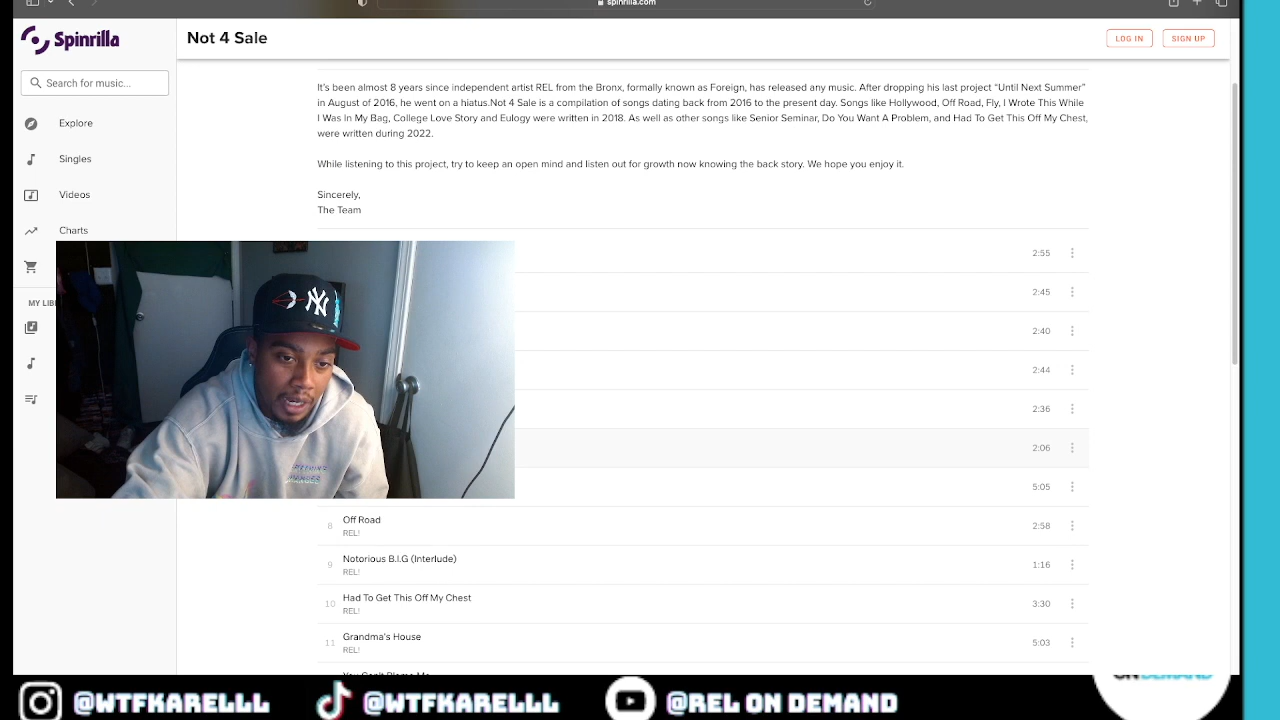 spinrilla.com
Spinrilla
Not 4 Sale
LOG IN
SIGN UP
Search for music...
Explore
Singles
Videos
Charts
MY LIB
It's been almost 8 years since independent artist REL from the Bronx, formally known as Foreign, has released any music. After dropping his last project “Until Next Summer”
in August of 2016, he went on a hiatus.Not 4 Sale is a compilation of songs dating back from 2016 to the present day. Songs like Hollywood, Off Road, Fly, I Wrote This While
I Was In My Bag, College Love Story and Eulogy were written in 2018. As well as other songs like Senior Seminar, Do You Want A Problem, and Had To Get This Off My Chest,
were written during 2022.
While listening to this project, try to keep an open mind and listen out for growth now knowing the back story. We hope you enjoy it.
Sincerely,
The Team
2:55
2:45
2:40
2:44
2:36
2:06
5:05
8 Off Road 2:58
REL!
9 Notorious B.I.G (Interlude) 1:16
REL!
10 Had To Get This Off My Chest 3:30
REL!
11 Grandma's House 5:03
REL!
You Can't Blame Me
NY
ON DEMAND
@WTFKARELLL @WTFKARELLL @REL ON DEMAND